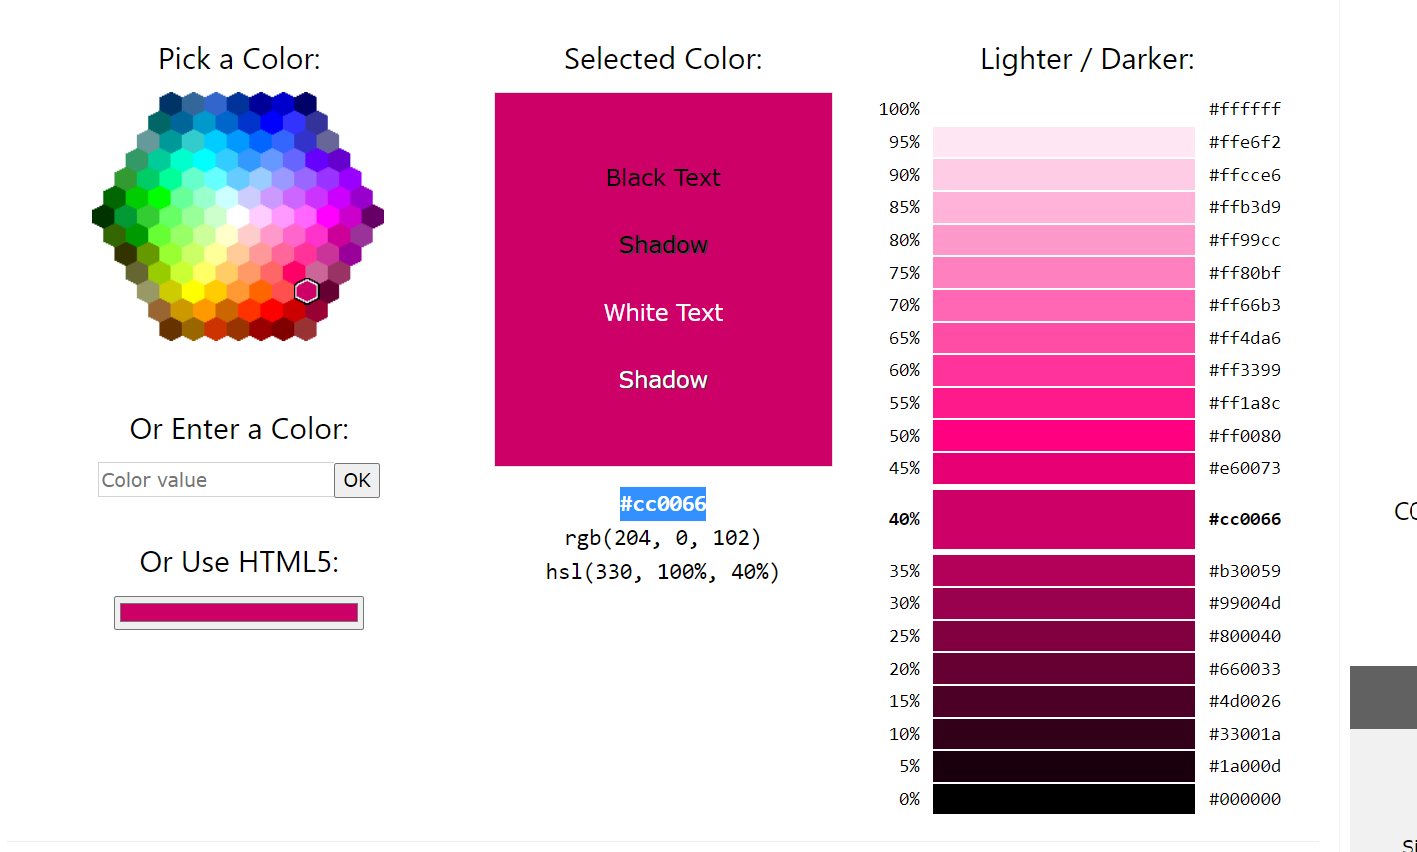 Pick a Color:
Or Enter a Color:
Color value OK
Or Use HTML5:
Selected Color:
Black Text
Shadow
White Text
Shadow
#cc0066
rgb(204, 0, 102)
hsl(330, 100%, 40%)
Lighter / Darker:
100% #ffffff
95% #ffe6f2
90% #ffcce6
85% #ffb3d9
80% #ff99cc
75% #ff80bf
70% #ff66b3
65% #ff4da6
60% #ff3399
55% #ff1a8c
50% #ff0080
45% #e60073
40% #cc0066
35% #b30059
30% #99004d
25% #800040
20% #660033
15% #4d0026
10% #33001a
5% #1a000d
0% #000000